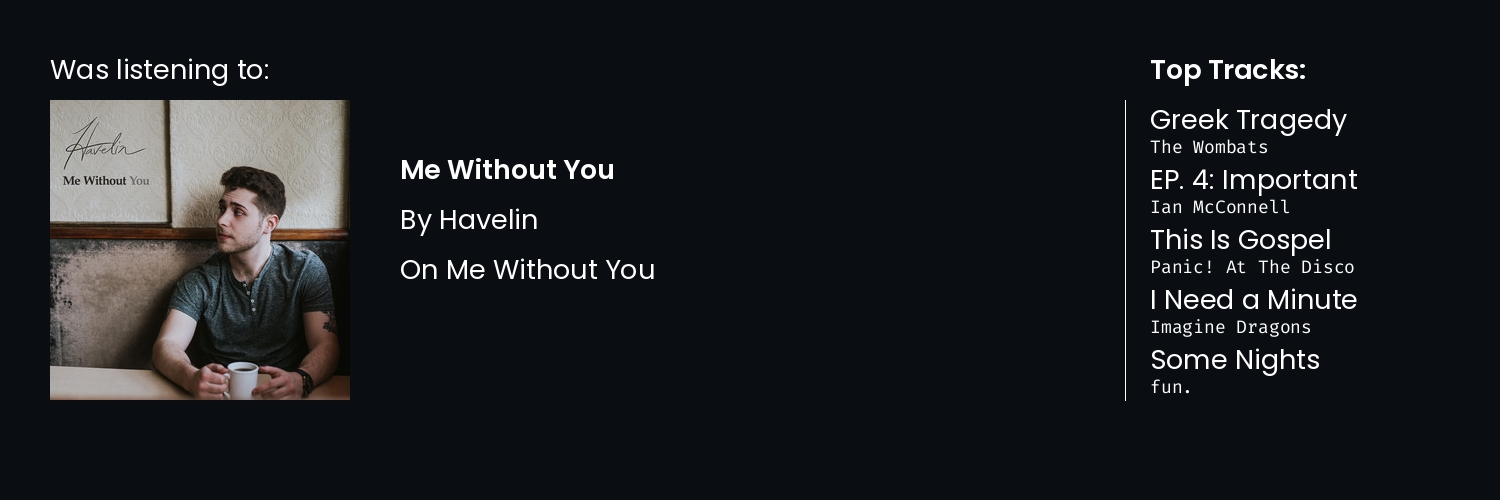 Was listening to:
Havelin
Me Without You
Me Without You
By Havelin
On Me Without You
Top Tracks:
Greek Tragedy
The Wombats
EP. 4: Important
Ian McConnell
This Is Gospel
Panic! At The Disco
I Need a Minute
Imagine Dragons
Some Nights
fun.